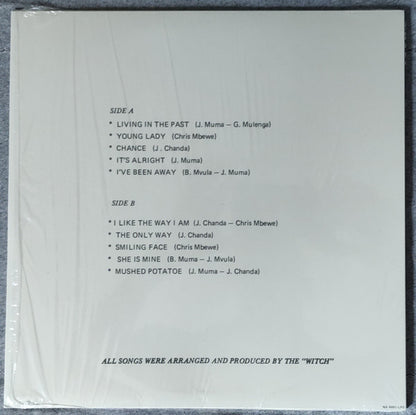 SIDE A
* LIVING IN THE PAST (J. Muma — G. Mulenga)
* YOUNG LADY (Chris Mbewe)
* CHANCE (J. Chanda)
* IT'S ALRIGHT (J. Muma)
* I'VE BEEN AWAY (B. Mvula — J. Muma)
SIDE B
* I LIKE THE WAY I AM (J. Chanda — Chris Mbewe)
* THE ONLY WAY (J. Chanda)
* SMILING FACE (Chris Mbewe)
* SHE IS MINE (B. Muma — J. Mvula)
* MUSHED POTATOE (J. Muma — J. Chanda)
ALL SONGS WERE ARRANGED AND PRODUCED BY THE "WITCH"